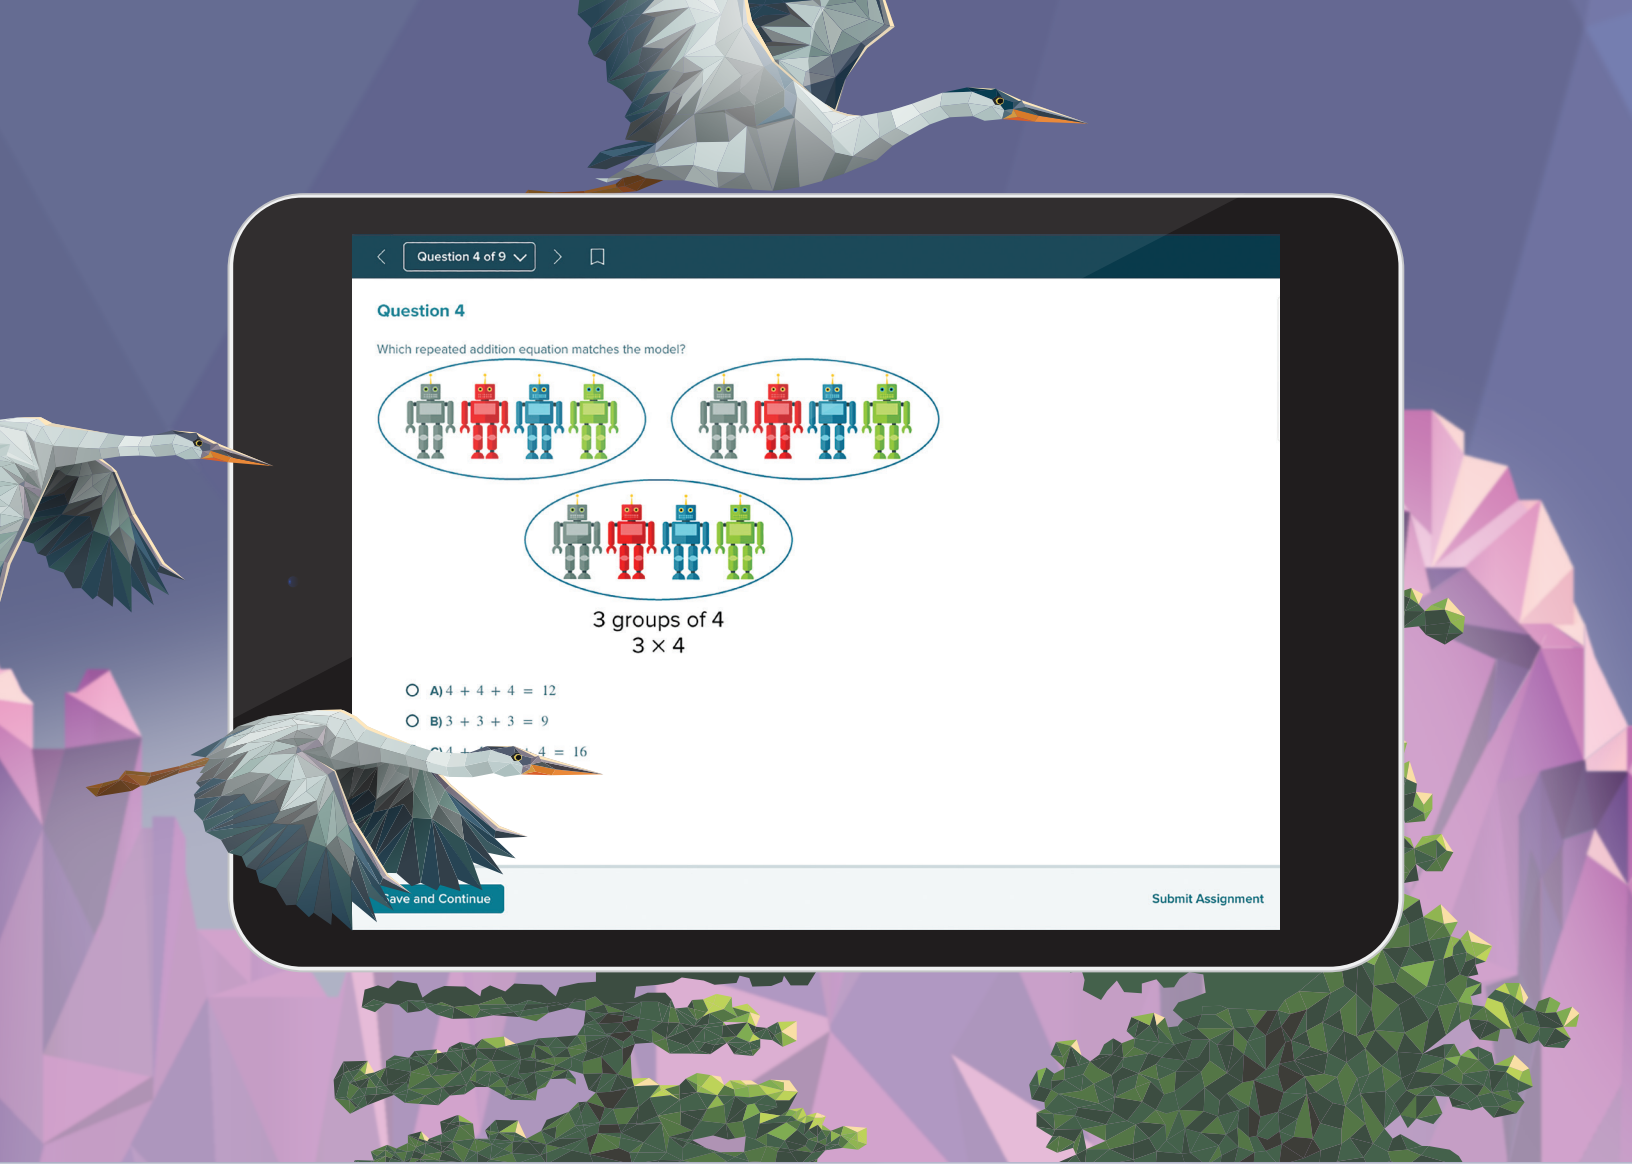 Question 4 of 9
Question 4
Which repeated addition equation matches the model?
3 groups of 4
3 × 4
A) 4 + 4 + 4 = 12
B) 3 + 3 + 3 = 9
4 + 4 = 16
ave and Continue
Submit Assignment